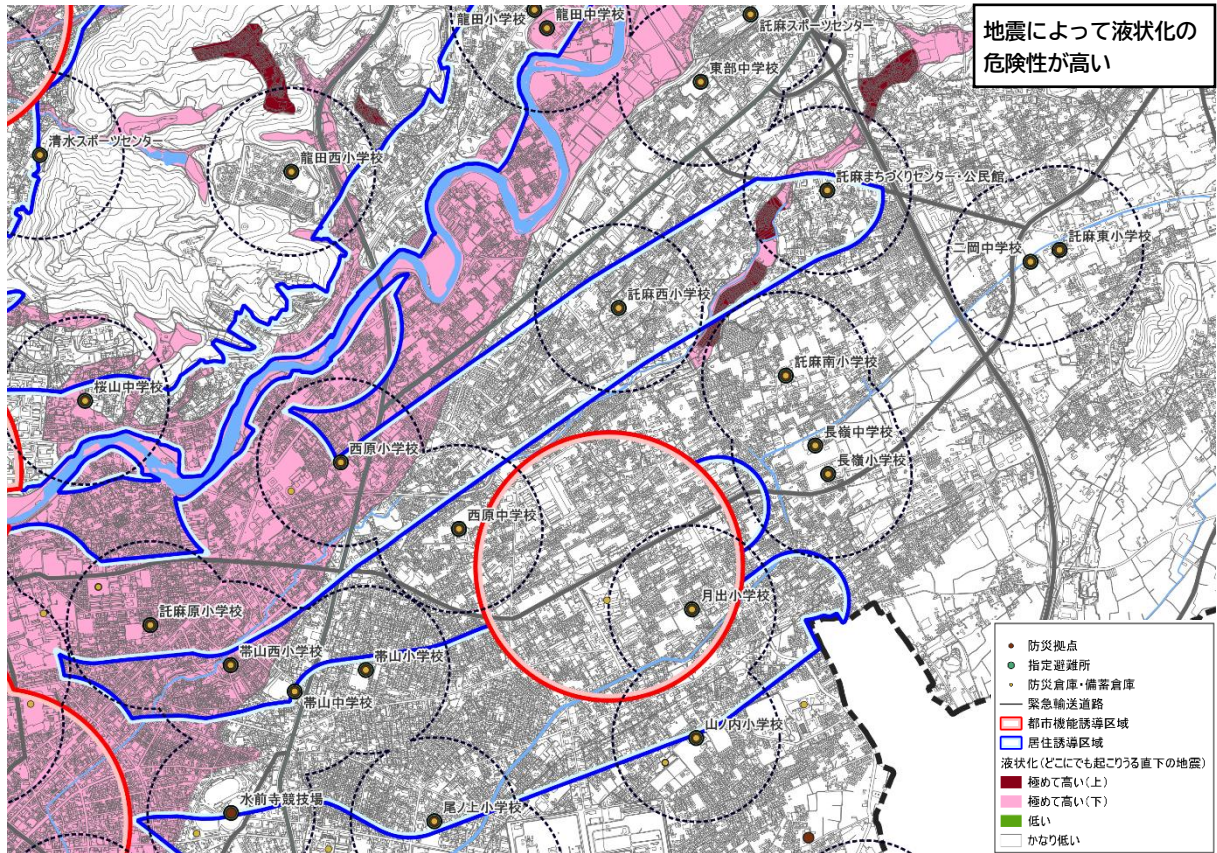 地震によって液状化の
危険性が高い
龍田小学校
龍田中学校
託麻スポーツセンター
東部中学校
清水スポーツセンター
龍田西小学校
託麻まちづくりセンター・公民館
二岡中学校
託麻東小学校
託麻西小学校
託麻南小学校
桜山中学校
長嶺中学校
西原小学校
長嶺小学校
西原中学校
託麻原小学校
月出小学校
帯山西小学校
帯山小学校
帯山中学校
山ノ内小学校
水前寺競技場
尾ノ上小学校
防災拠点
指定避難所
防災倉庫・備蓄倉庫
緊急輸送道路
都市機能誘導区域
居住誘導区域
液状化(どこにでも起こりうる直下の地震)
極めて高い(上)
極めて高い(下)
低い
かなり低い